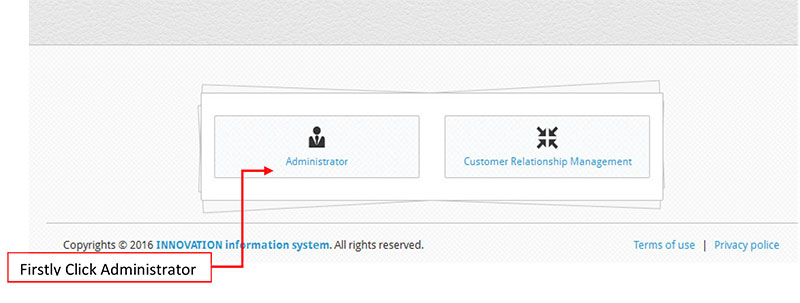 Administrator
Customer Relationship Management
Copyrights © 2016 INNOVATION information system. All rights reserved.
Terms of use | Privacy policy
Firstly Click Administrator